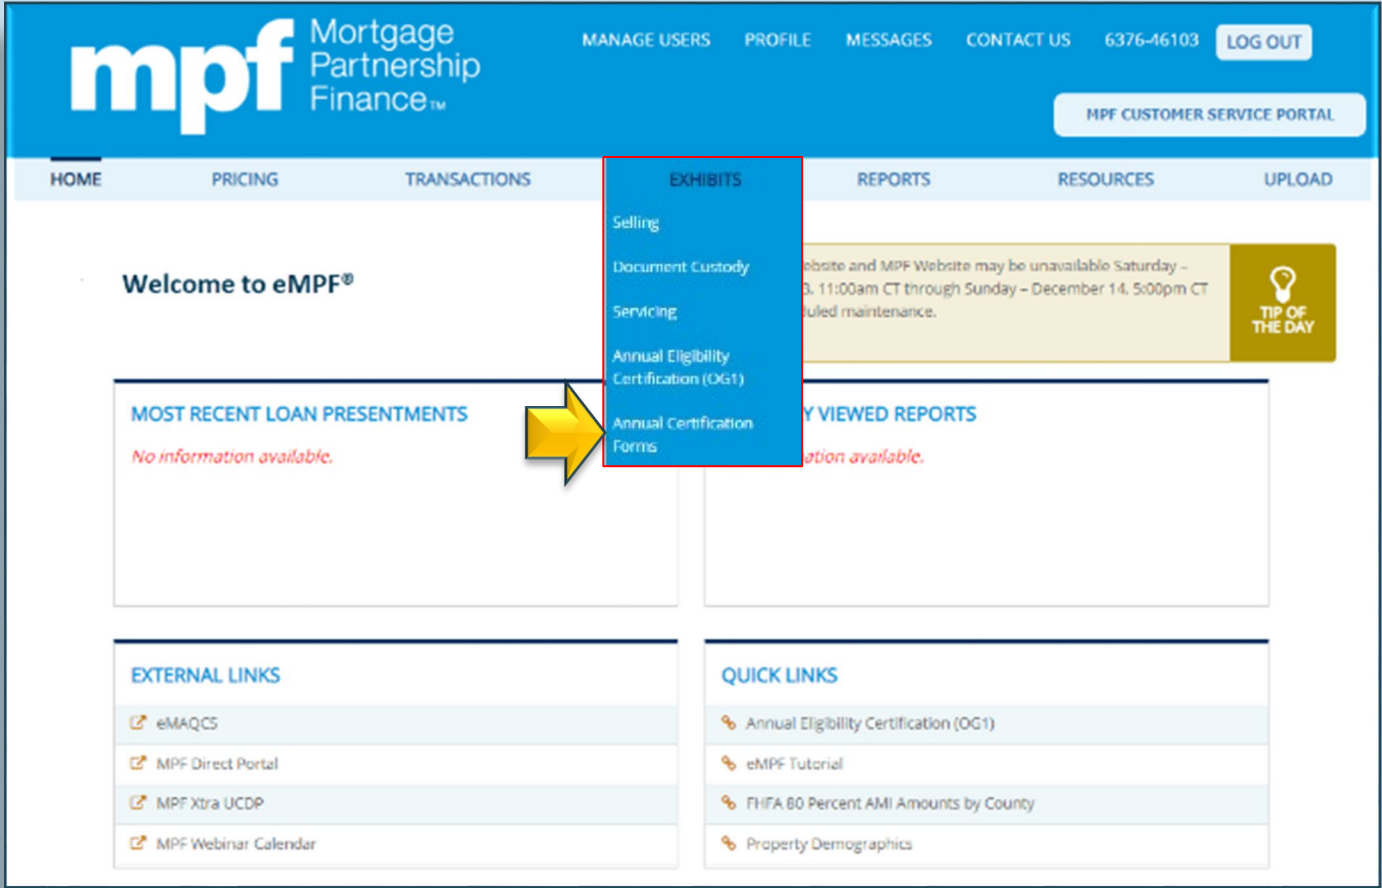 mpf Mortgage
Partnership
Finance™
MANAGE USERS PROFILE MESSAGES CONTACT US 6376-46103 LOG OUT
MPF CUSTOMER SERVICE PORTAL
HOME PRICING TRANSACTIONS EXHIBITS REPORTS RESOURCES UPLOAD
Selling
Document Custody
Servicing
Annual Eligibility
Certification (OG1)
Annual Certification
Forms
Welcome to eMPF®
and MPF Website may be unavailable Saturday –
11:00am CT through Sunday – December 14, 5:00pm CT
maintenance.
TIP OF
THE DAY
MOST RECENT LOAN PRESENTMENTS
No information available.
VIEWED REPORTS
available.
EXTERNAL LINKS
eMAQCS
MPF Direct Portal
MPF Xtra UCDP
MPF Webinar Calendar
QUICK LINKS
Annual Eligibility Certification (OG1)
eMPF Tutorial
FHFA 80 Percent AMI Amounts by County
Property Demographics